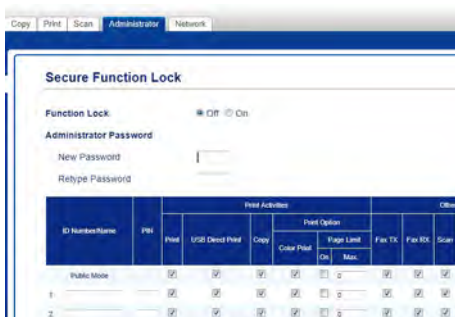 Copy Print Scan Administrator Network
Secure Function Lock
Function Lock Off On
Administrator Password
New Password
Retype Password
Print Activities Othe
Print Option
ID Number/Name PIN Print USB Direct Print Copy Color Print Page Limit Fax TX Fax RX Scan
On Max.
Public Mode 0
1 0
2 0